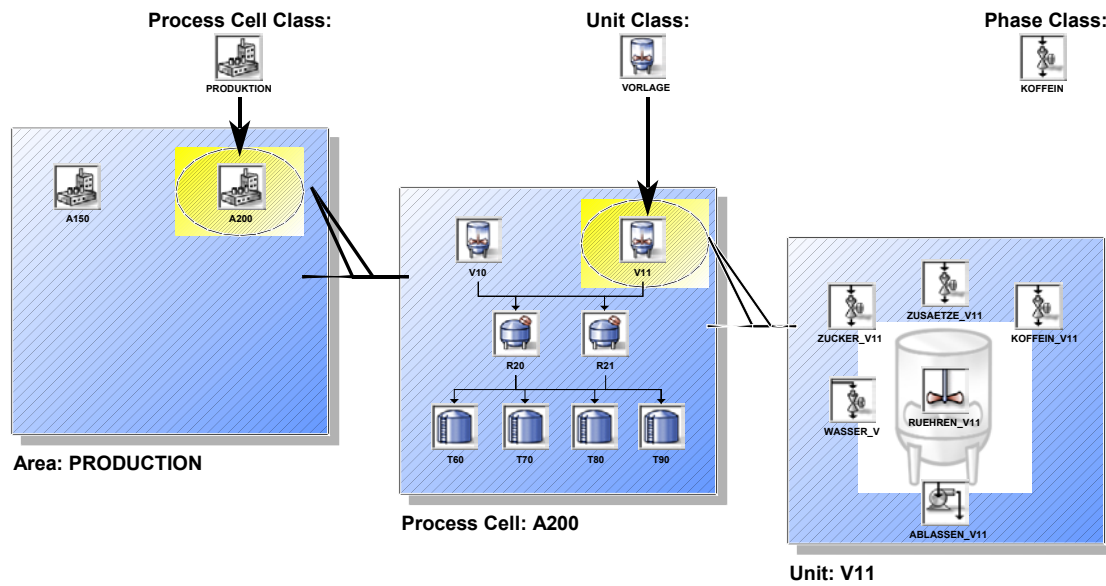 Process Cell Class:
Unit Class:
Phase Class:
PRODUKTION
VORLAGE
KOFFEIN
A150
A200
Area: PRODUCTION
V10
V11
R20
R21
T60
T70
T80
T90
Process Cell: A200
ZUSAETZE_V11
ZUCKER_V11
KOFFEIN_V11
WASSER_V
RUEHREN_V11
ABLASSEN_V11
Unit: V11